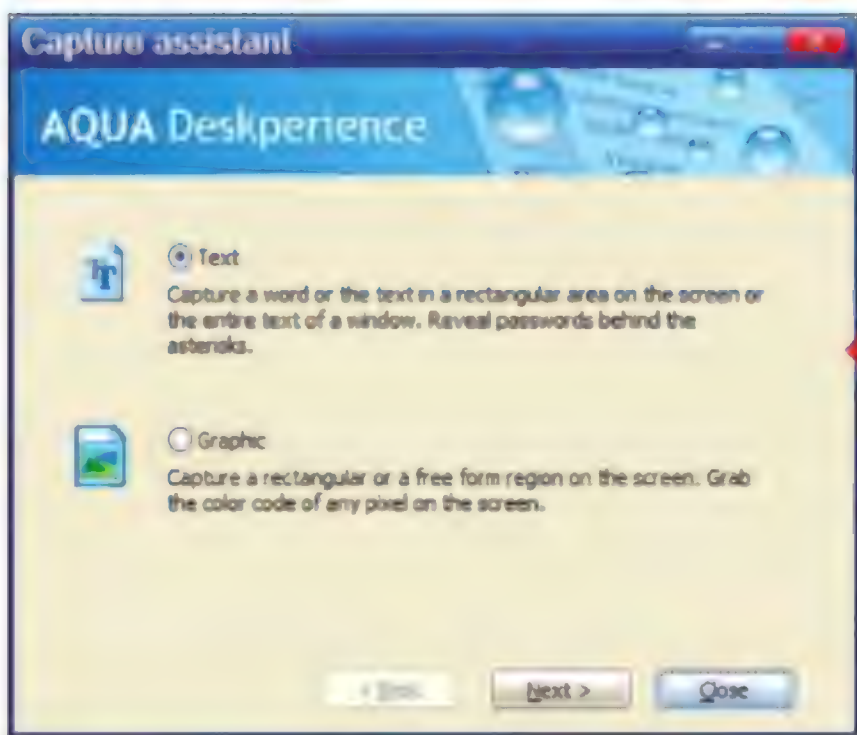 Capture assistant
AQUA Deskperience
Text
Capture a word or the text in a rectangular area on the screen or
the entire text of a window. Reveal passwords behind the
asterisks.
Graphic
Capture a rectangular or a free form region on the screen. Grab
the color code of any pixel on the screen.
Next > Close